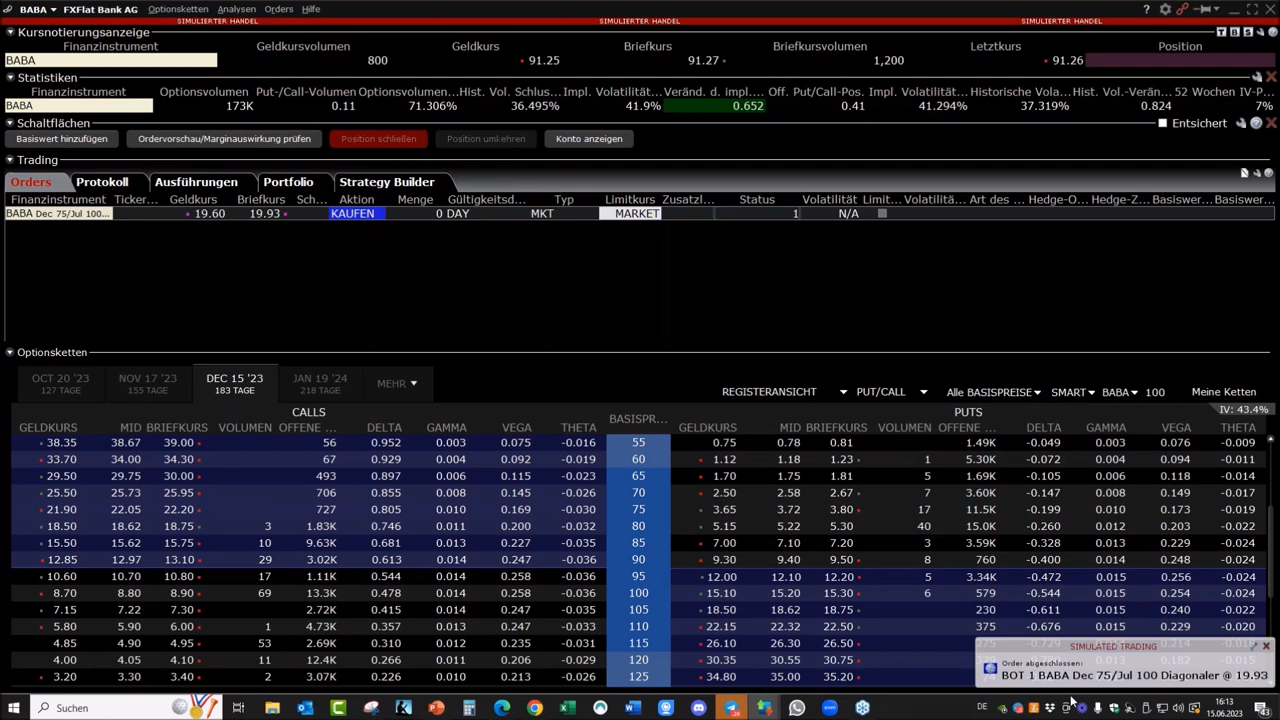 BABA FXFlat Bank AG Optionsketten Analysen Orders Hilfe
SIMULIERTER HANDEL SIMULIERTER HANDEL SIMULIERTER HANDEL
Kursnotierungsanzeige
Finanzinstrument Geldkursvolumen Geldkurs Briefkurs Briefkursvolumen Letztkurs Position
BABA 800 91.25 91.27 1,200 91.26
Statistiken
Finanzinstrument Optionsvolumen Put-/Call-Volumen Optionsvolumen... Hist. Vol. Schlus... Impl. Volatilität... Veränd. d. impl.... Off. Put/Call-Pos. Impl. Volatilität... Historische Vola... Hist. Vol.-Verän... 52 Wochen IV-P...
BABA 173K 0.11 71.306% 36.495% 41.9% 0.652 0.41 41.294% 37.319% 0.824 7%
Schaltflächen Entsichert
Basiswert hinzufügen Ordervorschau/Marginauswirkung prüfen Position schließen Position umkehren Konto anzeigen
Trading
Orders Protokoll Ausführungen Portfolio Strategy Builder
Finanzinstrument Ticker... Geldkurs Briefkurs Sch... Aktion Menge Gültigkeitsd... Typ Limitkurs Zusatzl... Status Volatilität Limit... Volatilitä... Art des ... Hedge-O... Hedge-Z... Basiswer... Basiswer...
BABA Dec 75/Jul 100... 19.60 19.93 KAUFEN 0 DAY MKT MARKET 1 N/A
Optionsketten
OCT 20 '23 NOV 17 '23 DEC 15 '23 JAN 19 '24 MEHR
127 TAGE 155 TAGE 183 TAGE 218 TAGE
REGISTERANSICHT PUT/CALL Alle BASISPREISE SMART BABA 100 Meine Ketten
CALLS BASISPR... PUTS IV: 43.4%
GELDKURS MID BRIEFKURS VOLUMEN OFFENE ... DELTA GAMMA VEGA THETA GELDKURS MID BRIEFKURS VOLUMEN OFFENE ... DELTA GAMMA VEGA THETA
38.35 38.67 39.00 56 0.952 0.003 0.075 -0.016 55 0.75 0.78 0.81 1.49K -0.049 0.003 0.076 -0.009
33.70 34.00 34.30 67 0.929 0.004 0.092 -0.019 60 1.12 1.18 1.23 1 5.30K -0.072 0.004 0.094 -0.011
29.50 29.75 30.00 493 0.897 0.006 0.115 -0.023 65 1.70 1.75 1.81 5 1.69K -0.105 0.006 0.118 -0.014
25.50 25.73 25.95 706 0.855 0.008 0.145 -0.026 70 2.50 2.58 2.67 7 3.60K -0.147 0.008 0.149 -0.017
21.90 22.05 22.20 727 0.805 0.010 0.169 -0.030 75 3.65 3.72 3.80 17 11.5K -0.199 0.010 0.173 -0.019
18.50 18.62 18.75 3 1.83K 0.746 0.011 0.200 -0.032 80 5.15 5.22 5.30 40 15.0K -0.260 0.012 0.203 -0.022
15.50 15.62 15.75 10 9.63K 0.681 0.013 0.227 -0.035 85 7.00 7.10 7.20 3 3.59K -0.328 0.013 0.231 -0.023
12.85 12.97 13.10 29 3.02K 0.613 0.014 0.247 -0.036 90 9.30 9.40 9.50 8 760 -0.400 0.014 0.248 -0.024
10.60 10.70 10.80 17 1.11K 0.544 0.014 0.258 -0.036 95 12.00 12.10 12.20 5 3.34K -0.472 0.015 0.256 -0.024
8.70 8.80 8.90 69 13.3K 0.478 0.014 0.258 -0.036 100 15.10 15.20 15.30 6 579 -0.544 0.015 0.254 -0.024
7.15 7.22 7.30 2.72K 0.415 0.014 0.247 -0.035 105 18.50 18.62 18.75 230 -0.611 0.015 0.240 -0.022
5.80 5.90 6.00 1 4.73K 0.357 0.013 0.247 -0.033 110 22.15 22.32 22.50 375 -0.676 0.015 0.229 -0.020
4.85 4.90 4.95 53 2.69K 0.310 0.012 0.235 -0.031 115 26.10 26.30 26.50
4.00 4.05 4.10 11 12.4K 0.266 0.011 0.208 -0.029 120 30.35 30.55 30.75
3.20 3.30 3.40 2 3.07K 0.226 0.010 0.213 -0.026 125 34.80 35.00 35.20
SIMULATED TRADING
Order abgeschlossen:
BOT 1 BABA Dec 75/Jul 100 Diagonaler @ 19.93
Suchen DE 16:13
15.06.2023